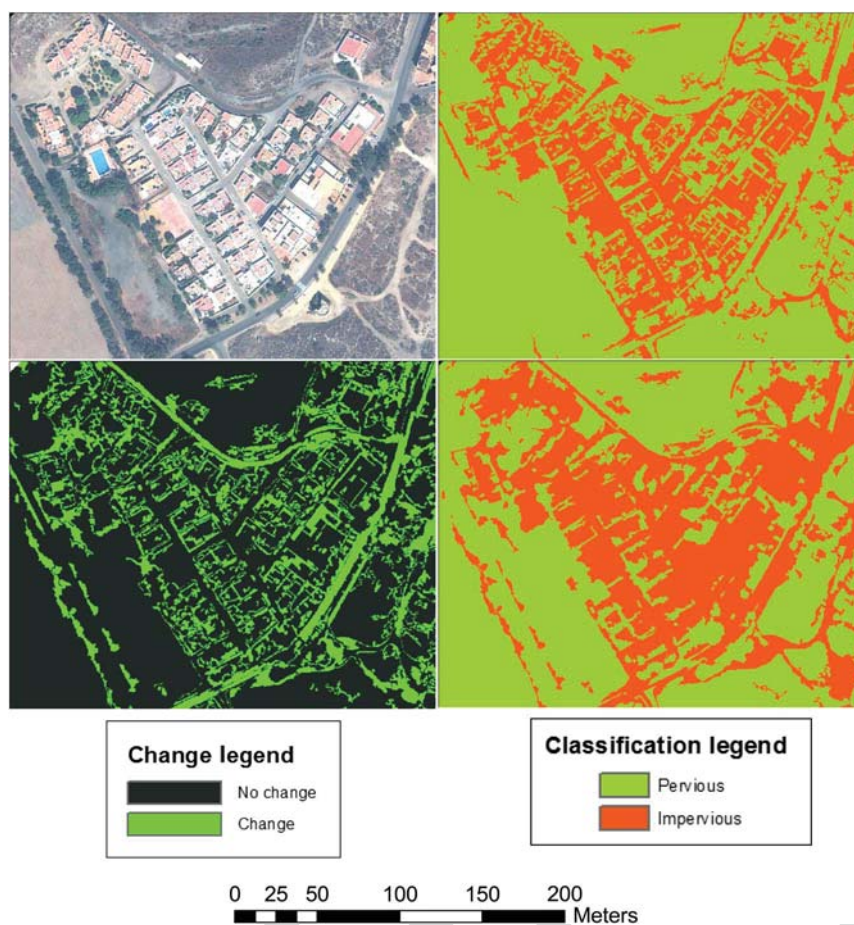 Change legend
No change
Change
Classification legend
Pervious
Impervious
0 25 50 100 150 200
Meters